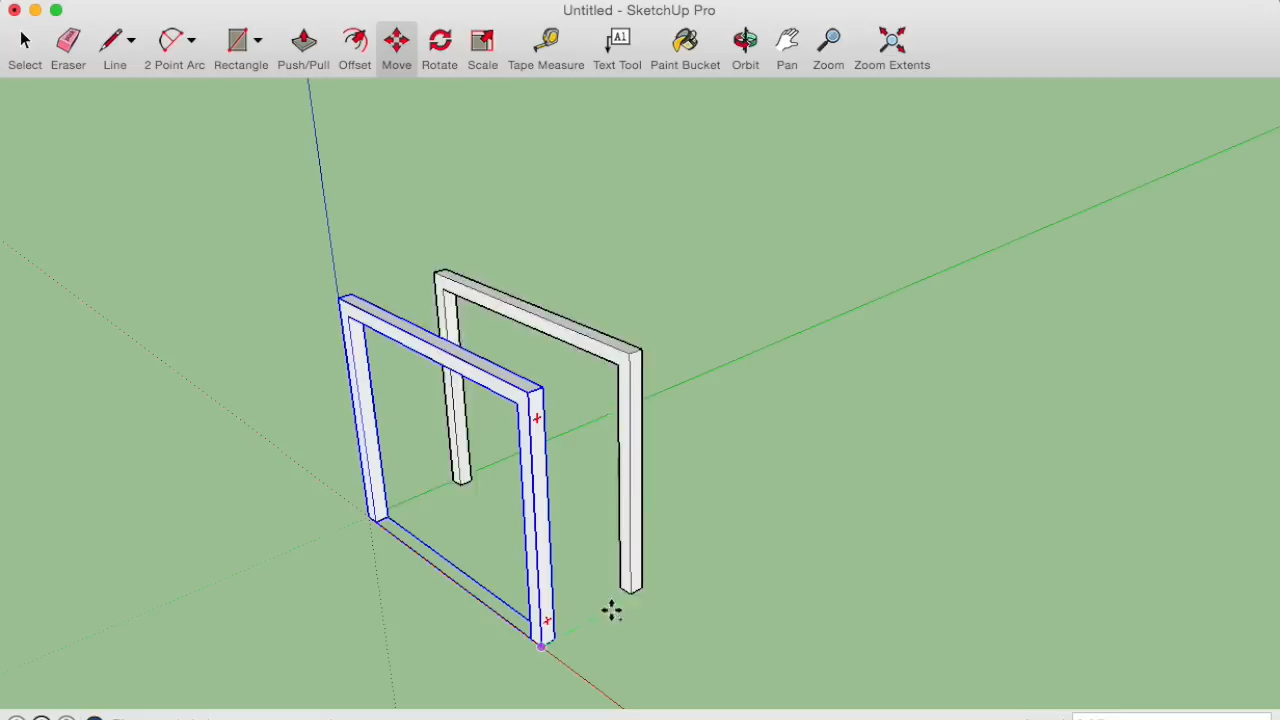 Untitled - SketchUp Pro
Select Eraser Line 2 Point Arc Rectangle Push/Pull Offset Move Rotate Scale Tape Measure Text Tool Paint Bucket Orbit Pan Zoom Zoom Extents
A1